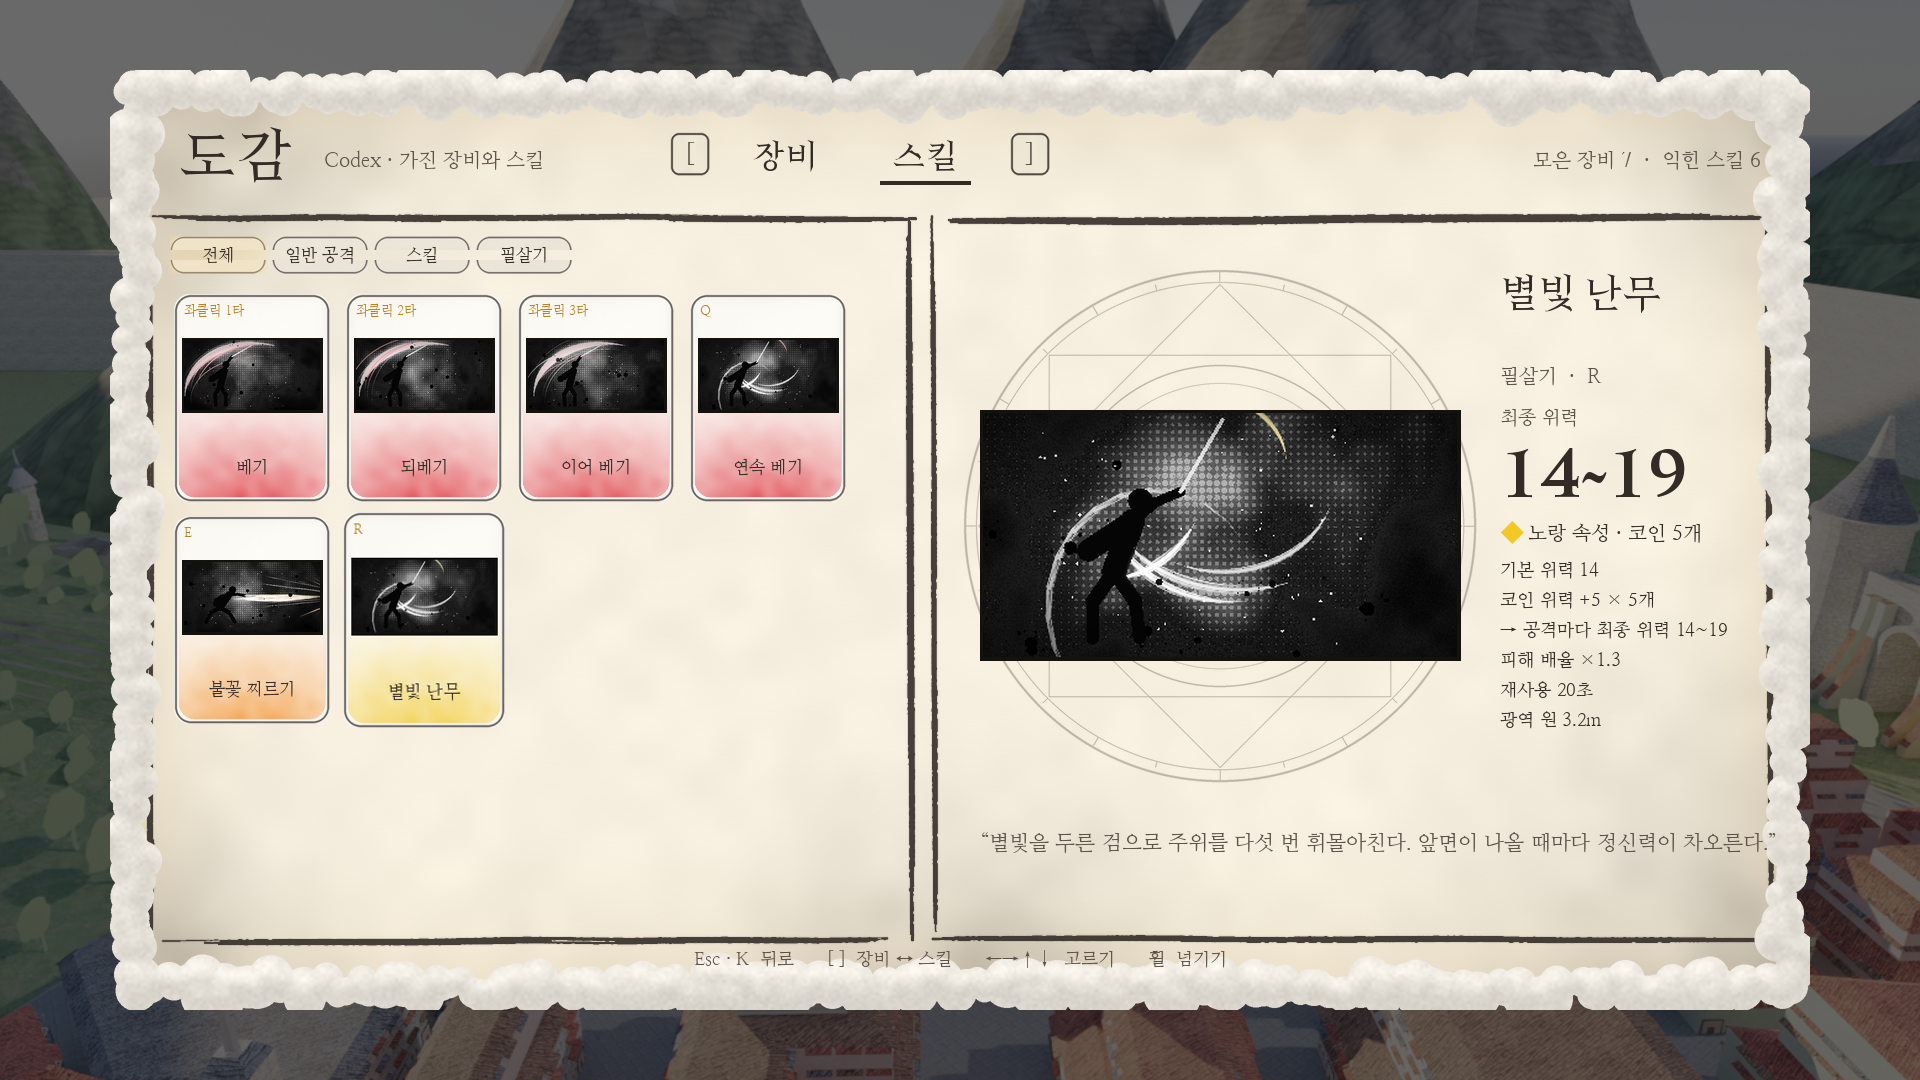 도감
Codex · 가진 장비와 스킬
[ 장비 스킬 ]
모은 장비 7 · 익힌 스킬 6
전체 일반 공격 스킬 필살기
좌클릭 1타
베기
좌클릭 2타
되베기
좌클릭 3타
이어 베기
Q
연속 베기
E
불꽃 찌르기
R
별빛 난무
별빛 난무
필살기 · R
최종 위력
14~19
노랑 속성 · 코인 5개
기본 위력 14
코인 위력 +5 × 5개
→ 공격마다 최종 위력 14~19
피해 배율 ×1.3
재사용 20초
광역 원 3.2m
“별빛을 두른 검으로 주위를 다섯 번 휘몰아친다. 앞면이 나올 때마다 정신력이 차오른다.”
Esc · K 뒤로 [ ] 장비 ↔ 스킬 ←→↑↓ 고르기 휠 넘기기